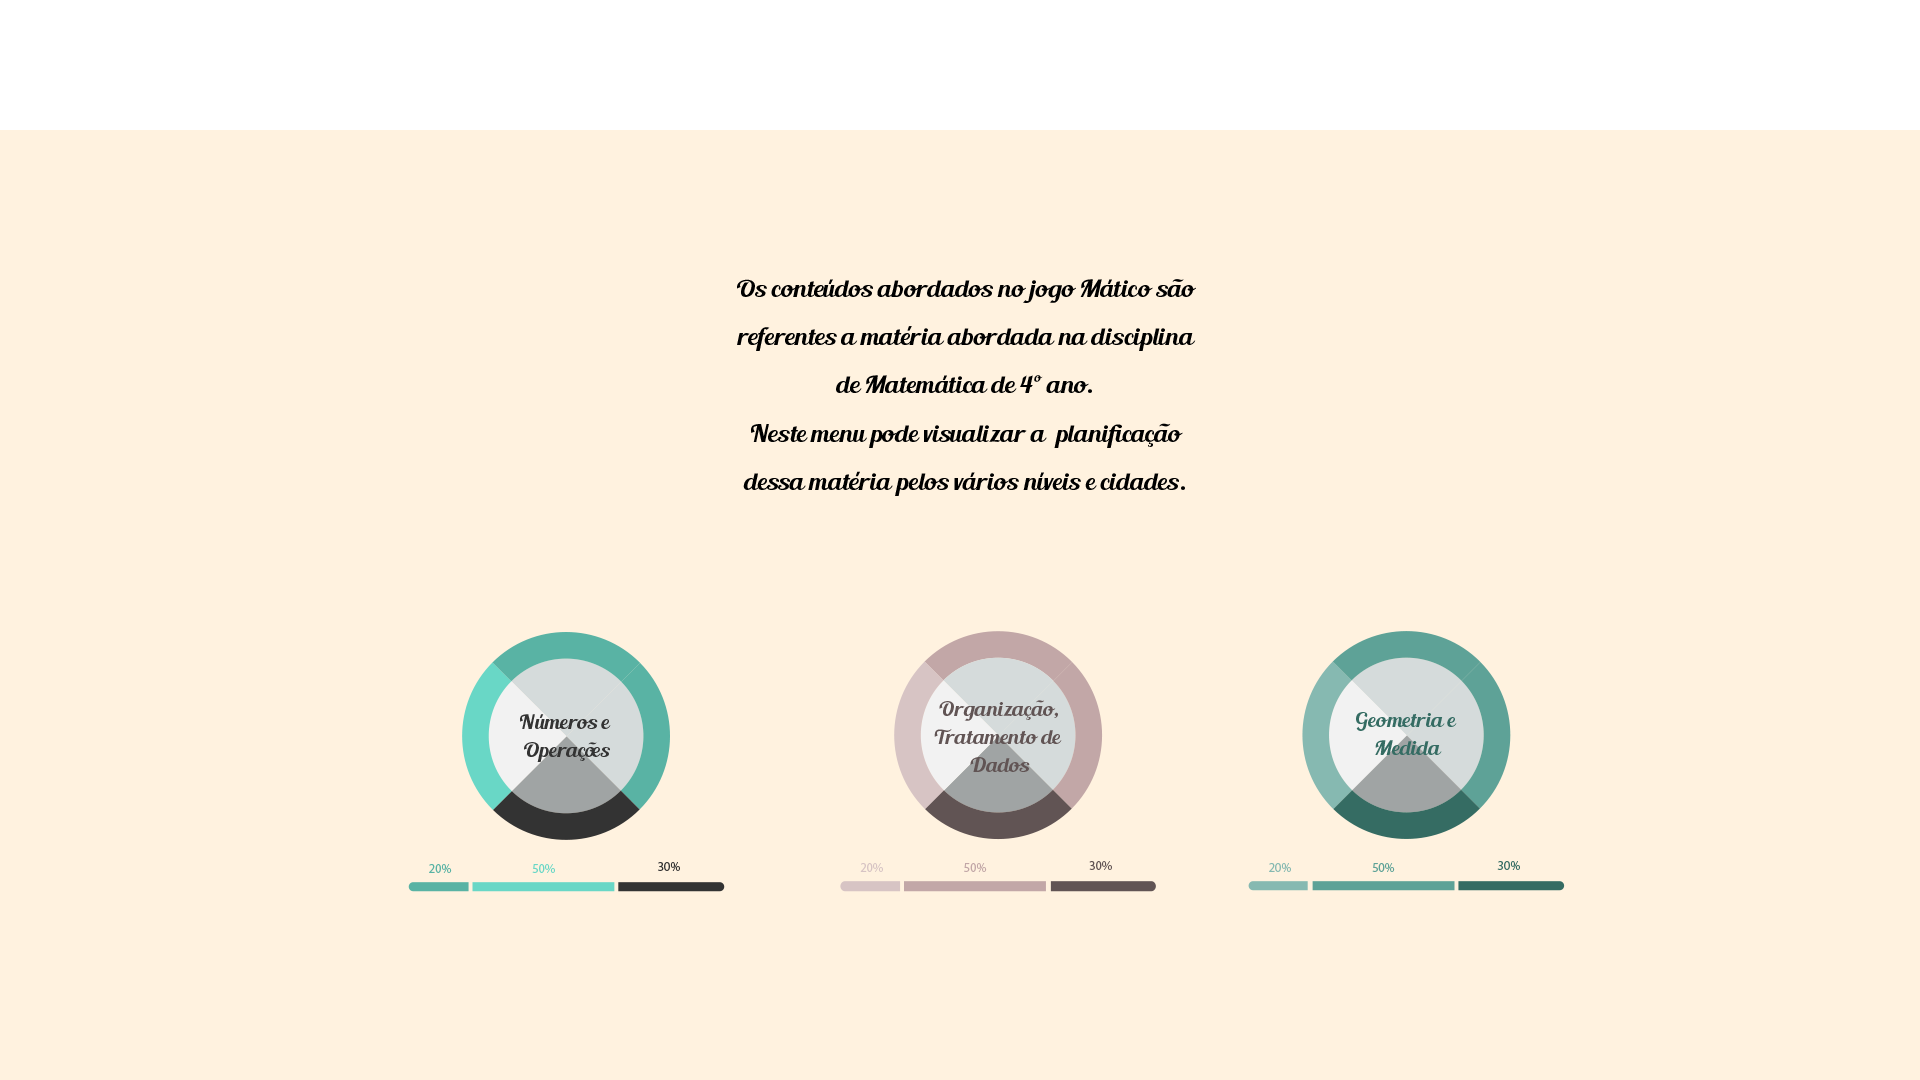 Os conteúdos abordados no jogo Mático são
referentes a matéria abordada na disciplina
de Matemática de 4º ano.
Neste menu pode visualizar a planificação
dessa matéria pelos vários níveis e cidades.
Números e
Operações
20% 50% 30%
Organização,
Tratamento de
Dados
20% 50% 30%
Geometria e
Medida
20% 50% 30%